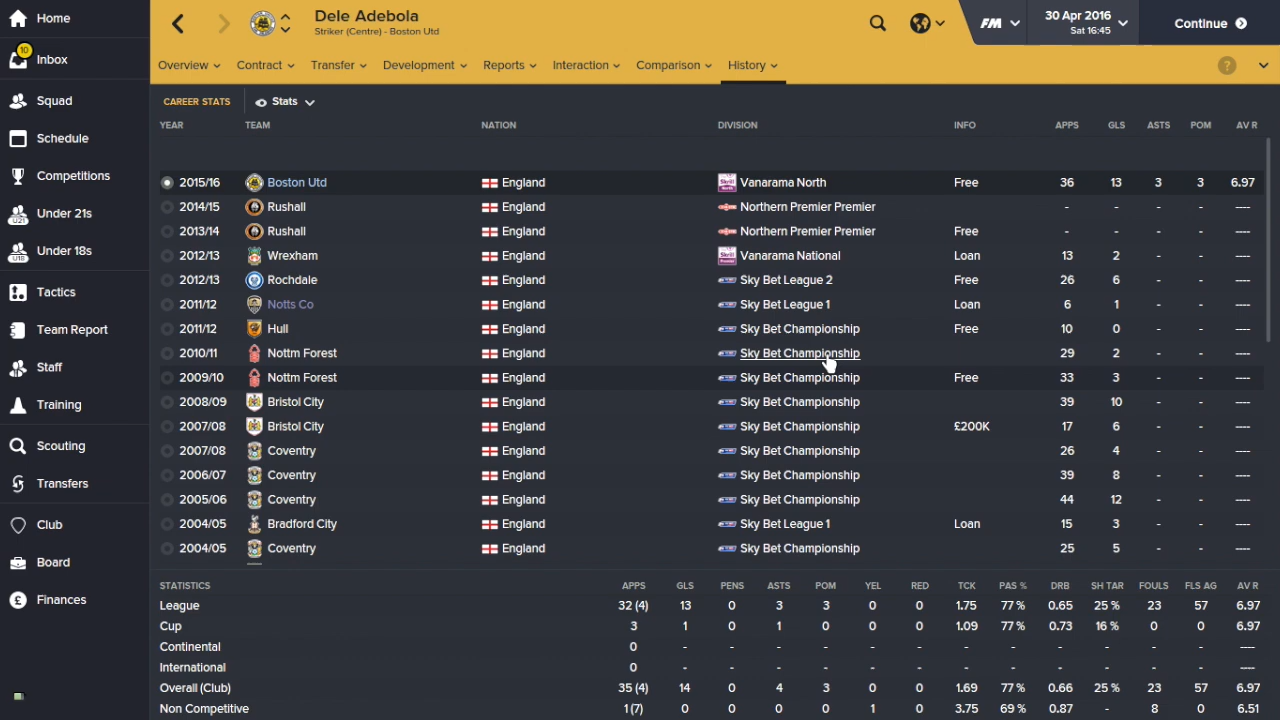 Home
10
Inbox
Squad
Schedule
Competitions
U21
Under 21s
U18
Under 18s
Tactics
Team Report
Staff
Training
Scouting
Transfers
Club
Board
£
Finances
Dele Adebola
Striker (Centre) - Boston Utd
FM
30 Apr 2016
Sat 16:45
Continue
Overview Contract Transfer Development Reports Interaction Comparison History ?
CAREER STATS Stats
YEAR TEAM NATION DIVISION INFO APPS GLS ASTS POM AV R
2015/16 Boston Utd England Vanarama North Free 36 13 3 3 6.97
2014/15 Rushall England Northern Premier Premier - - - - ----
2013/14 Rushall England Northern Premier Premier Free - - - - ----
2012/13 Wrexham England Vanarama National Loan 13 2 - - ----
2012/13 Rochdale England Sky Bet League 2 Free 26 6 - - ----
2011/12 Notts Co England Sky Bet League 1 Loan 6 1 - - ----
2011/12 Hull England Sky Bet Championship Free 10 0 - - ----
2010/11 Nottm Forest England Sky Bet Championship 29 2 - - ----
2009/10 Nottm Forest England Sky Bet Championship Free 33 3 - - ----
2008/09 Bristol City England Sky Bet Championship 39 10 - - ----
2007/08 Bristol City England Sky Bet Championship £200K 17 6 - - ----
2007/08 Coventry England Sky Bet Championship 26 4 - - ----
2006/07 Coventry England Sky Bet Championship 39 8 - - ----
2005/06 Coventry England Sky Bet Championship 44 12 - - ----
2004/05 Bradford City England Sky Bet League 1 Loan 15 3 - - ----
2004/05 Coventry England Sky Bet Championship 25 5 - - ----
STATISTICS APPS GLS PENS ASTS POM YEL RED TCK PAS % DRB SH TAR FOULS FLS AG AV R
League 32 (4) 13 0 3 3 0 0 1.75 77 % 0.65 25 % 23 57 6.97
Cup 3 1 0 1 0 0 0 1.09 77 % 0.73 16 % 0 0 6.97
Continental 0 - - - - - - - - - - - - ----
International 0 - - - - - - - - - - - - ----
Overall (Club) 35 (4) 14 0 4 3 0 0 1.69 77 % 0.66 25 % 23 57 6.97
Non Competitive 1 (7) 0 0 0 0 1 0 3.75 69 % 0.87 - 8 0 6.51